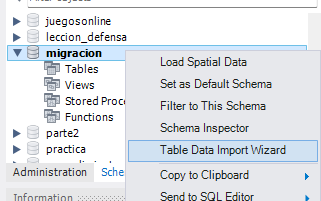 juegosonline
leccion_defensa
migracion
Tables
Views
Stored Proce
Functions
parte2
practica
Administration Sche
Information
Load Spatial Data
Set as Default Schema
Filter to This Schema
Schema Inspector
Table Data Import Wizard
Copy to Clipboard
Send to SQL Editor